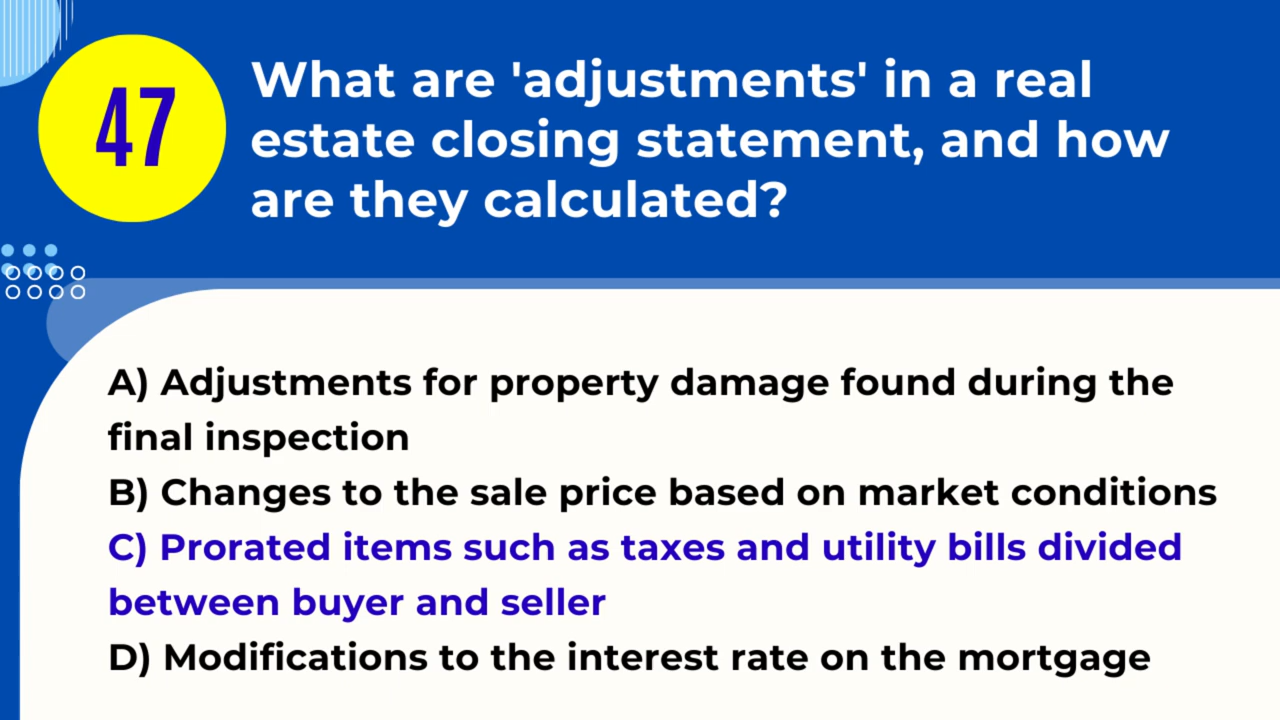 47
What are 'adjustments' in a real
estate closing statement, and how
are they calculated?
A) Adjustments for property damage found during the
final inspection
B) Changes to the sale price based on market conditions
C) Prorated items such as taxes and utility bills divided
between buyer and seller
D) Modifications to the interest rate on the mortgage